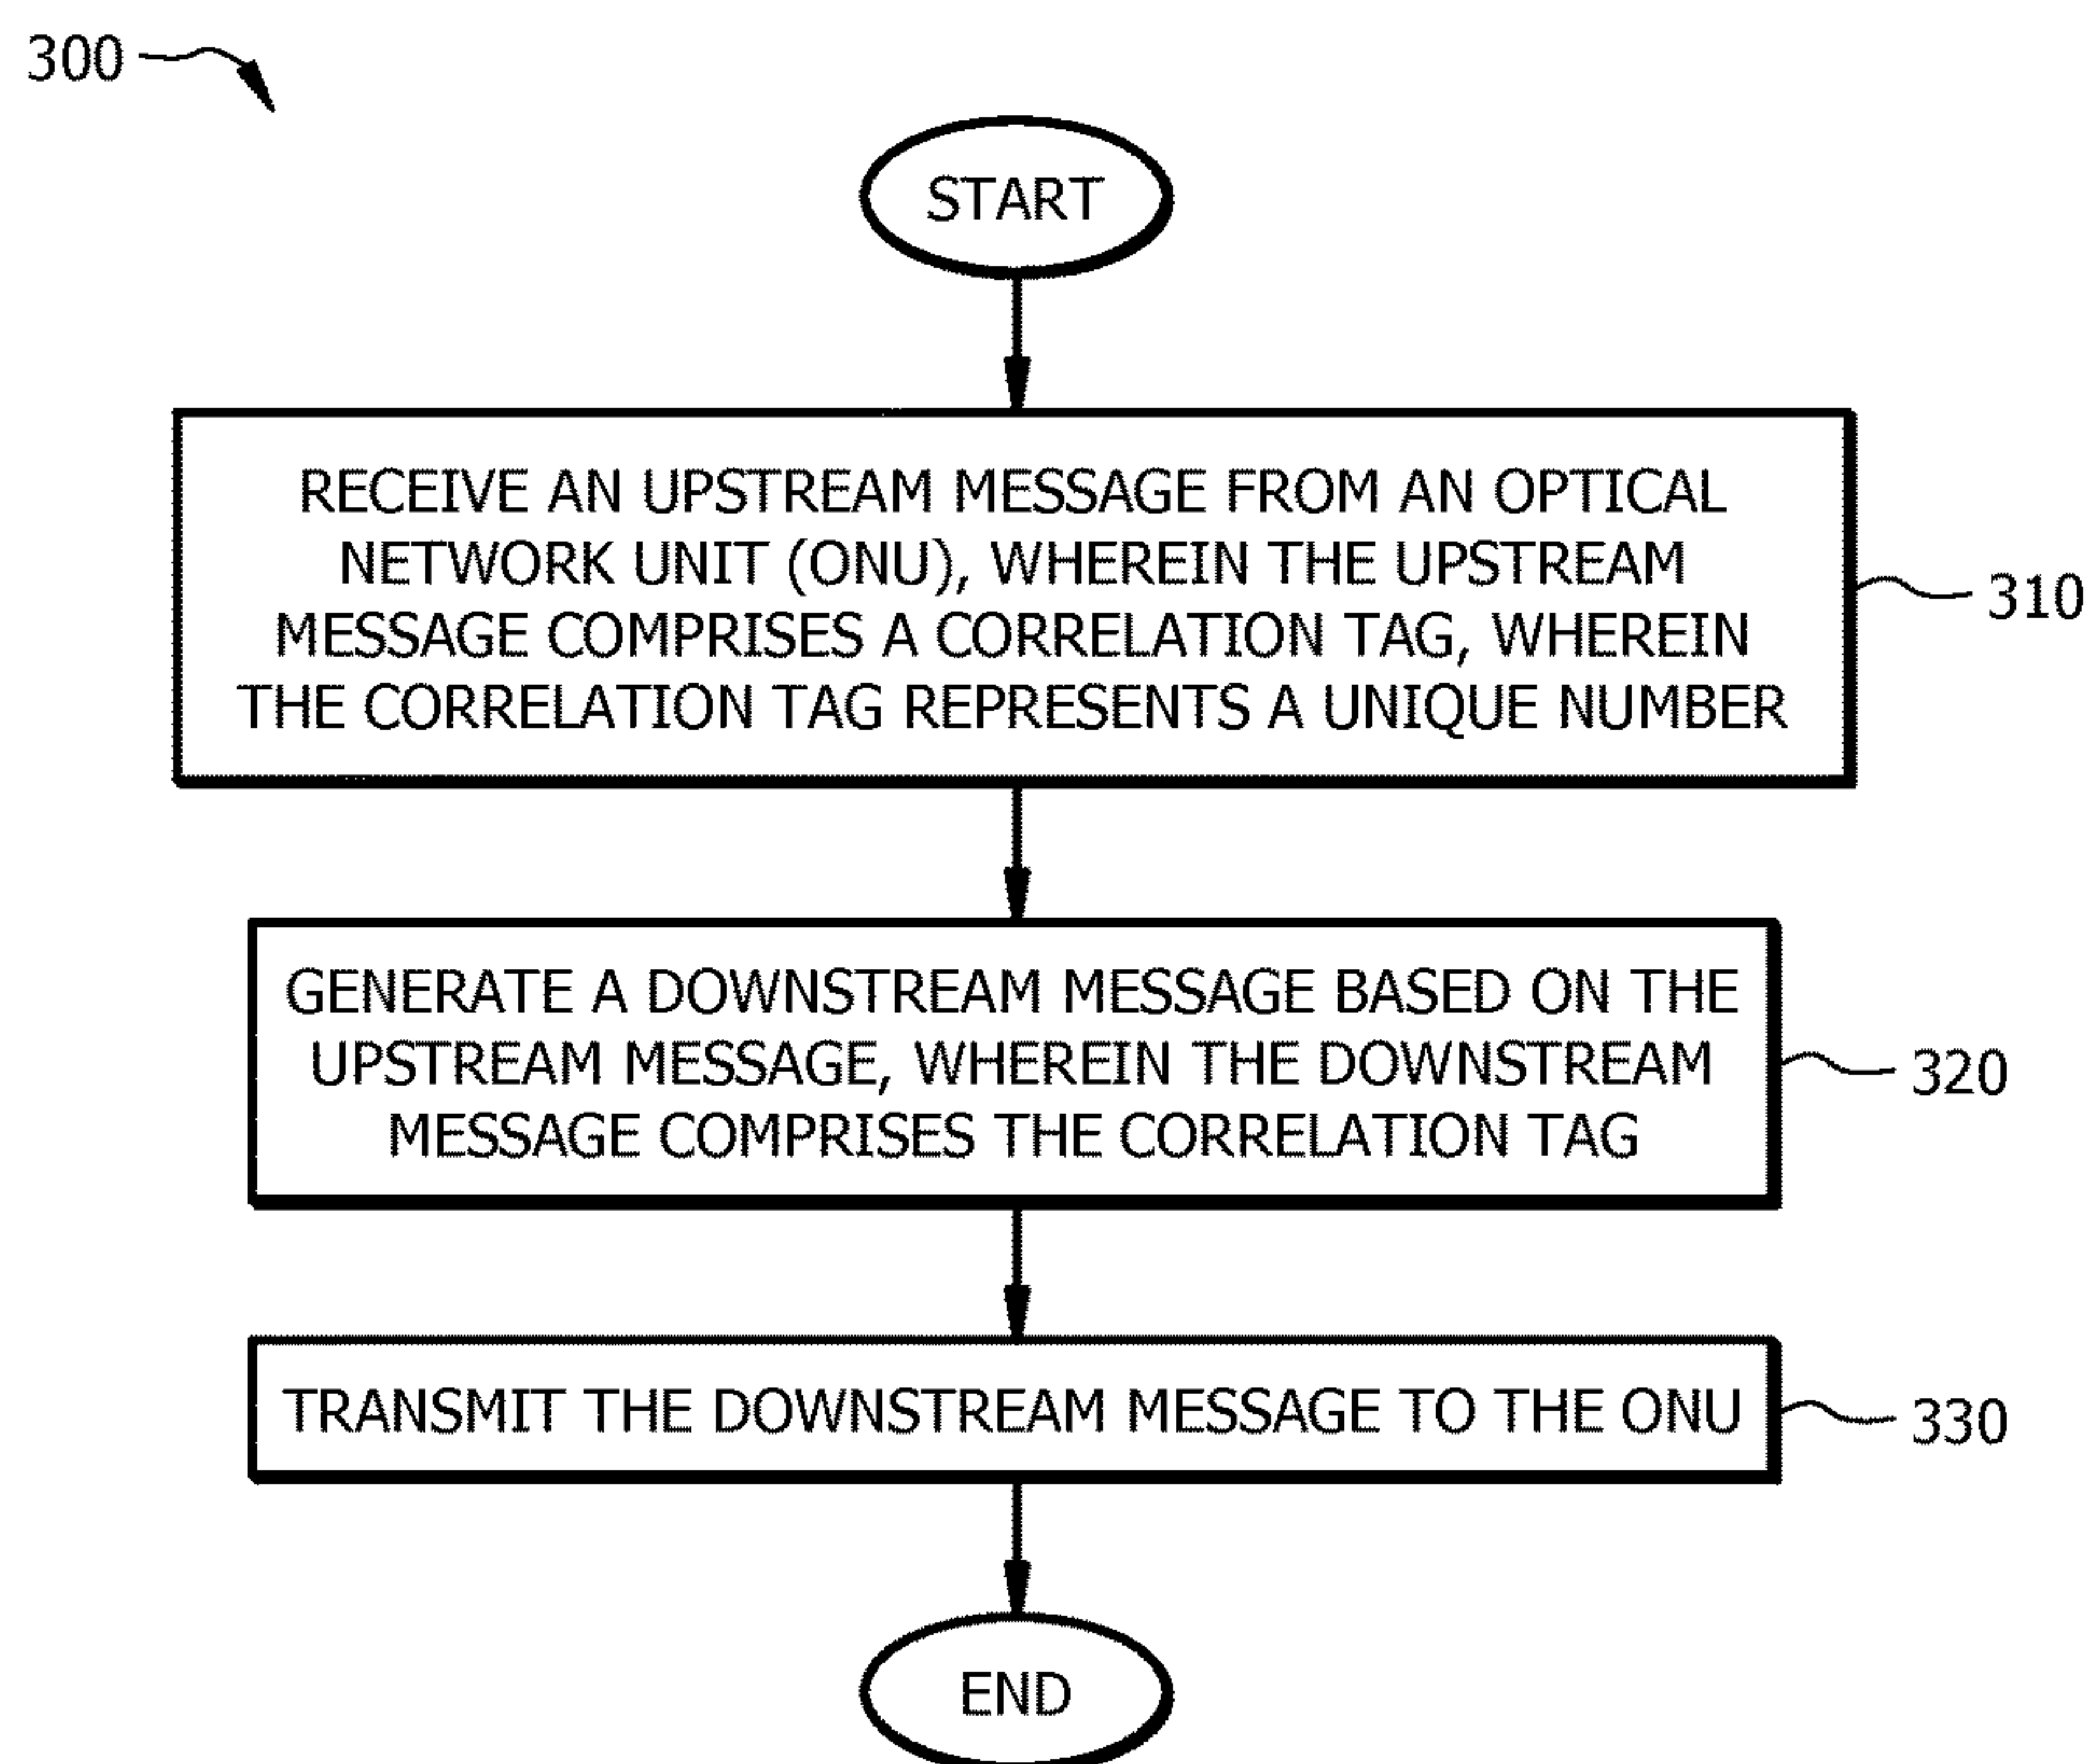 300
START
RECEIVE AN UPSTREAM MESSAGE FROM AN OPTICAL
NETWORK UNIT (ONU), WHEREIN THE UPSTREAM
MESSAGE COMPRISES A CORRELATION TAG, WHEREIN
THE CORRELATION TAG REPRESENTS A UNIQUE NUMBER
310
GENERATE A DOWNSTREAM MESSAGE BASED ON THE
UPSTREAM MESSAGE, WHEREIN THE DOWNSTREAM
MESSAGE COMPRISES THE CORRELATION TAG
320
TRANSMIT THE DOWNSTREAM MESSAGE TO THE ONU
330
END